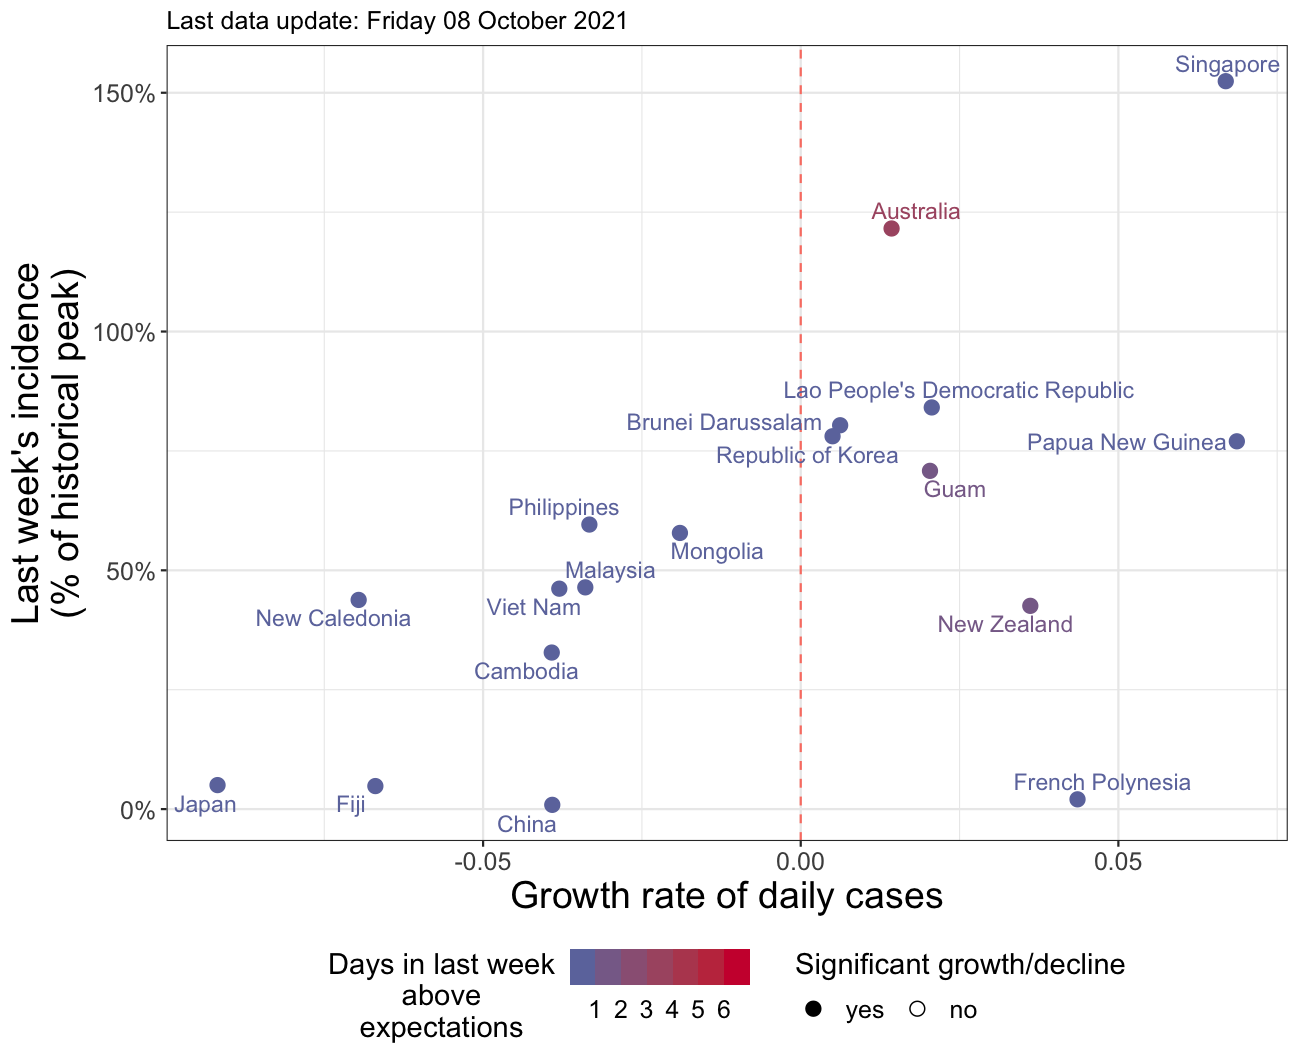 Last data update: Friday 08 October 2021
Singapore
150%
Australia
100%
Lao People's Democratic Republic
Brunei Darussalam
Papua New Guinea
Republic of Korea
Guam
Philippines
Mongolia
50%
Malaysia
Viet Nam
New Caledonia
New Zealand
Cambodia
French Polynesia
Japan
Fiji
0%
China
Last week's incidence
(% of historical peak)
-0.05 0.00 0.05
Growth rate of daily cases
Days in last week
above
expectations
1 2 3 4 5 6
Significant growth/decline
yes no